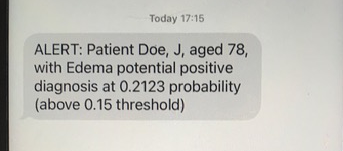 Today 17:15
ALERT: Patient Doe, J, aged 78,
with Edema potential positive
diagnosis at 0.2123 probability
(above 0.15 threshold)